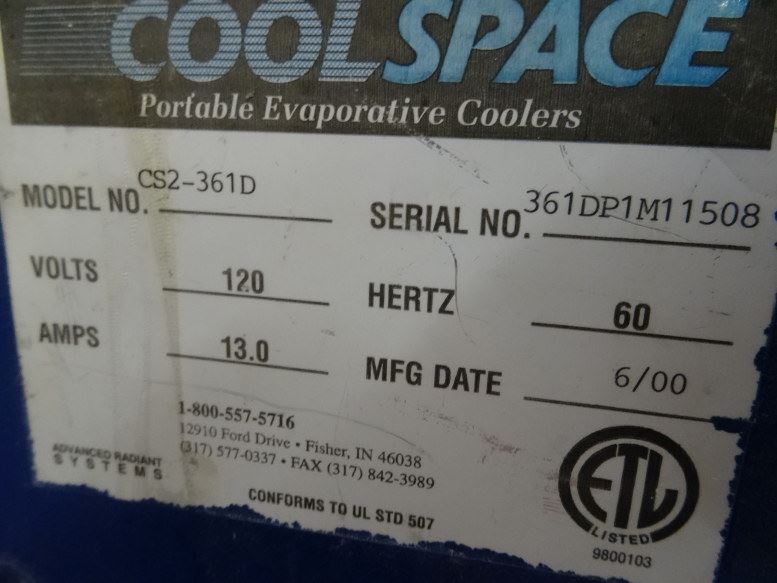 COOLSPACE
Portable Evaporative Coolers
MODEL NO. CS2-361D
SERIAL NO. 361DP1M11508
VOLTS 120
HERTZ 60
AMPS 13.0
MFG DATE 6/00
1-800-557-5716
12910 Ford Drive • Fisher, IN 46038
(317) 577-0337 • FAX (317) 842-3989
ADVANCED RADIANT
SYSTEMS
CONFORMS TO UL STD 507
ETL
LISTED
9800103